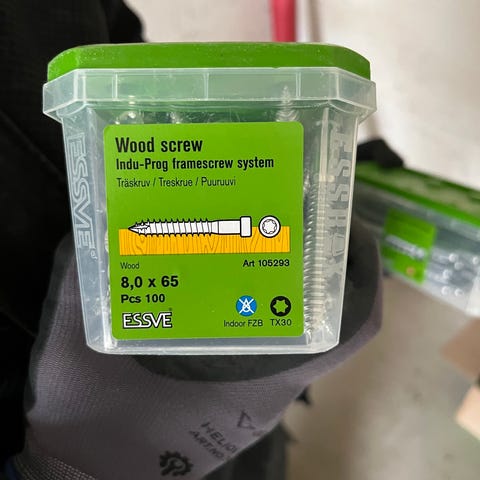 Wood screw
Indu-Prog framescrew system
Träskruv / Treskrue / Puuruuvi
Wood
Art 105293
8,0 x 65
Pcs 100
ESSVE
Indoor FZB
TX30
ESSVE
ESSVE